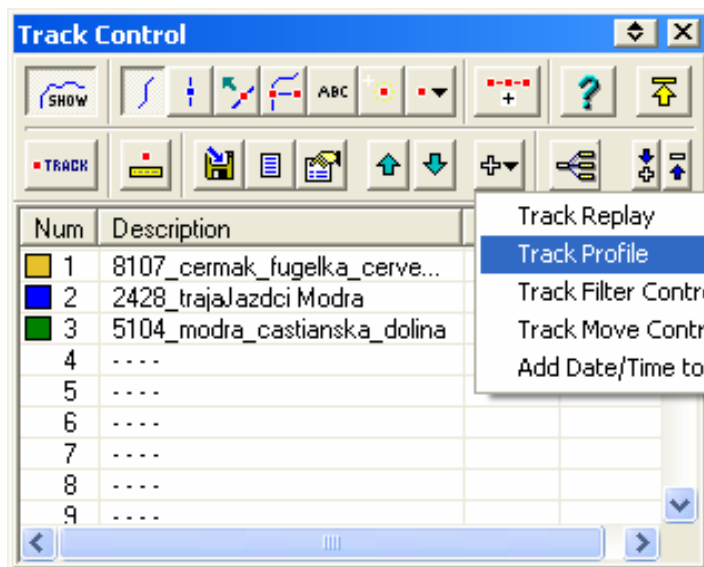 Track Control
SHOW ABC
TRACK
Num Description
1 8107_cermak_fugelka_cerve...
2 2428_trajaJazdci Modra
3 5104_modra_castianska_dolina
4 - - - -
5 - - - -
6 - - - -
7 - - - -
8 - - - -
9 - - - -
Track Replay
Track Profile
Track Filter Contr
Track Move Contr
Add Date/Time to